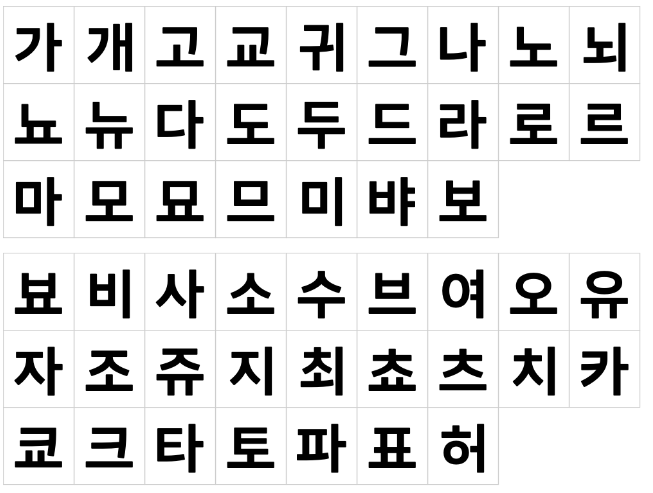 가 개 고 교 귀 그 나 노 뇌
뇨 뉴 다 도 두 드 라 로 르
마 모 묘 므 미 뱌 보
뵤 비 사 소 수 브 여 오 유
자 조 쥬 지 최 쵸 츠 치 카
쿄 크 타 토 파 표 허